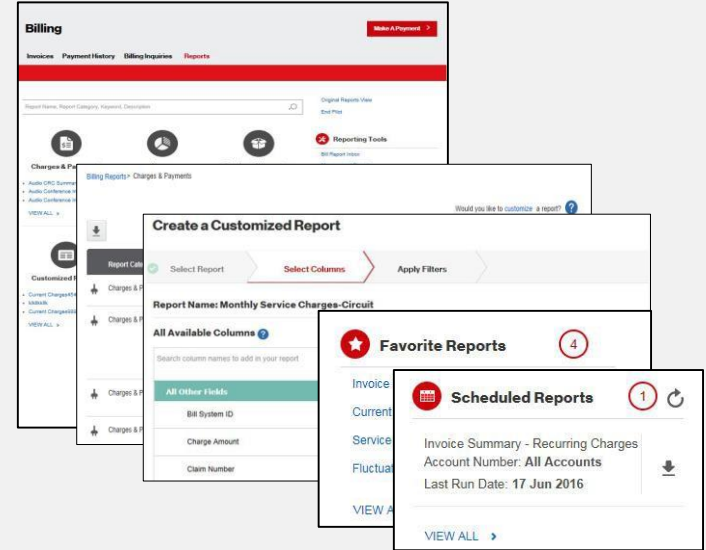 Billing
Make A Payment >
Invoices Payment History Billing Inquiries Reports
Report Name, Report Category, Keyword, Description
Original Reports View
End Pilot
Reporting Tools
Bill Report Inbox
Charges & Pa
Audio CRC Summar
Audio Conference In
Audio Conference In
VIEW ALL >
Customized R
Current Charges
VIEW ALL >
Billing Reports> Charges & Payments
Would you like to customize a report? ?
Report Cate
Charges & P
Charges & P
Charges & P
Charges & P
Create a Customized Report
Select Report
Select Columns
Apply Filters
Report Name: Monthly Service Charges-Circuit
All Available Columns ?
Search column names to add in your report
All Other Fields
Bill System ID
Charge Amount
Claim Number
Favorite Reports 4
Invoice
Current
Service
Fluctuat
VIEW A
Scheduled Reports 1
Invoice Summary - Recurring Charges
Account Number: All Accounts
Last Run Date: 17 Jun 2016
VIEW ALL >